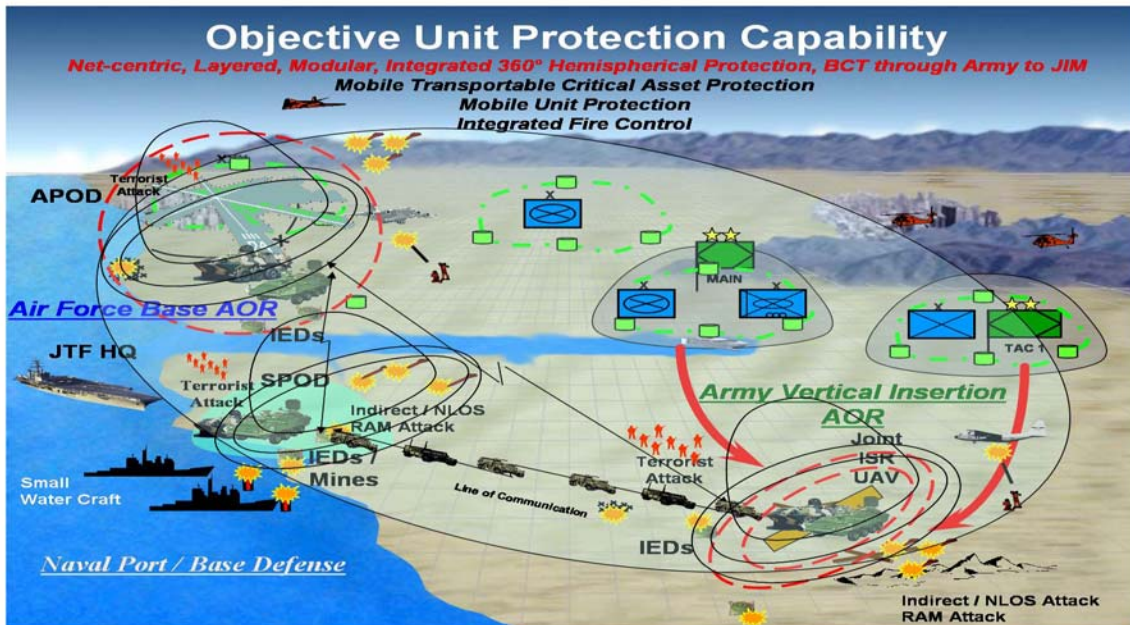 Objective Unit Protection Capability
Net-centric, Layered, Modular, Integrated 360° Hemispherical Protection, BCT through Army to JIM
Mobile Transportable Critical Asset Protection
Mobile Unit Protection
Integrated Fire Control
Terrorist
Attack
APOD
MAIN
Air Force Base AOR
IEDs
TAC 1
JTF HQ
Terrorist
Attack
SPOD
Indirect / NLOS
RAM Attack
Army Vertical Insertion
AOR
Joint
ISR
UAV
IEDs /
Mines
Terrorist
Attack
Small
Water Craft
Line of Communication
IEDs
Naval Port / Base Defense
Indirect / NLOS Attack
RAM Attack